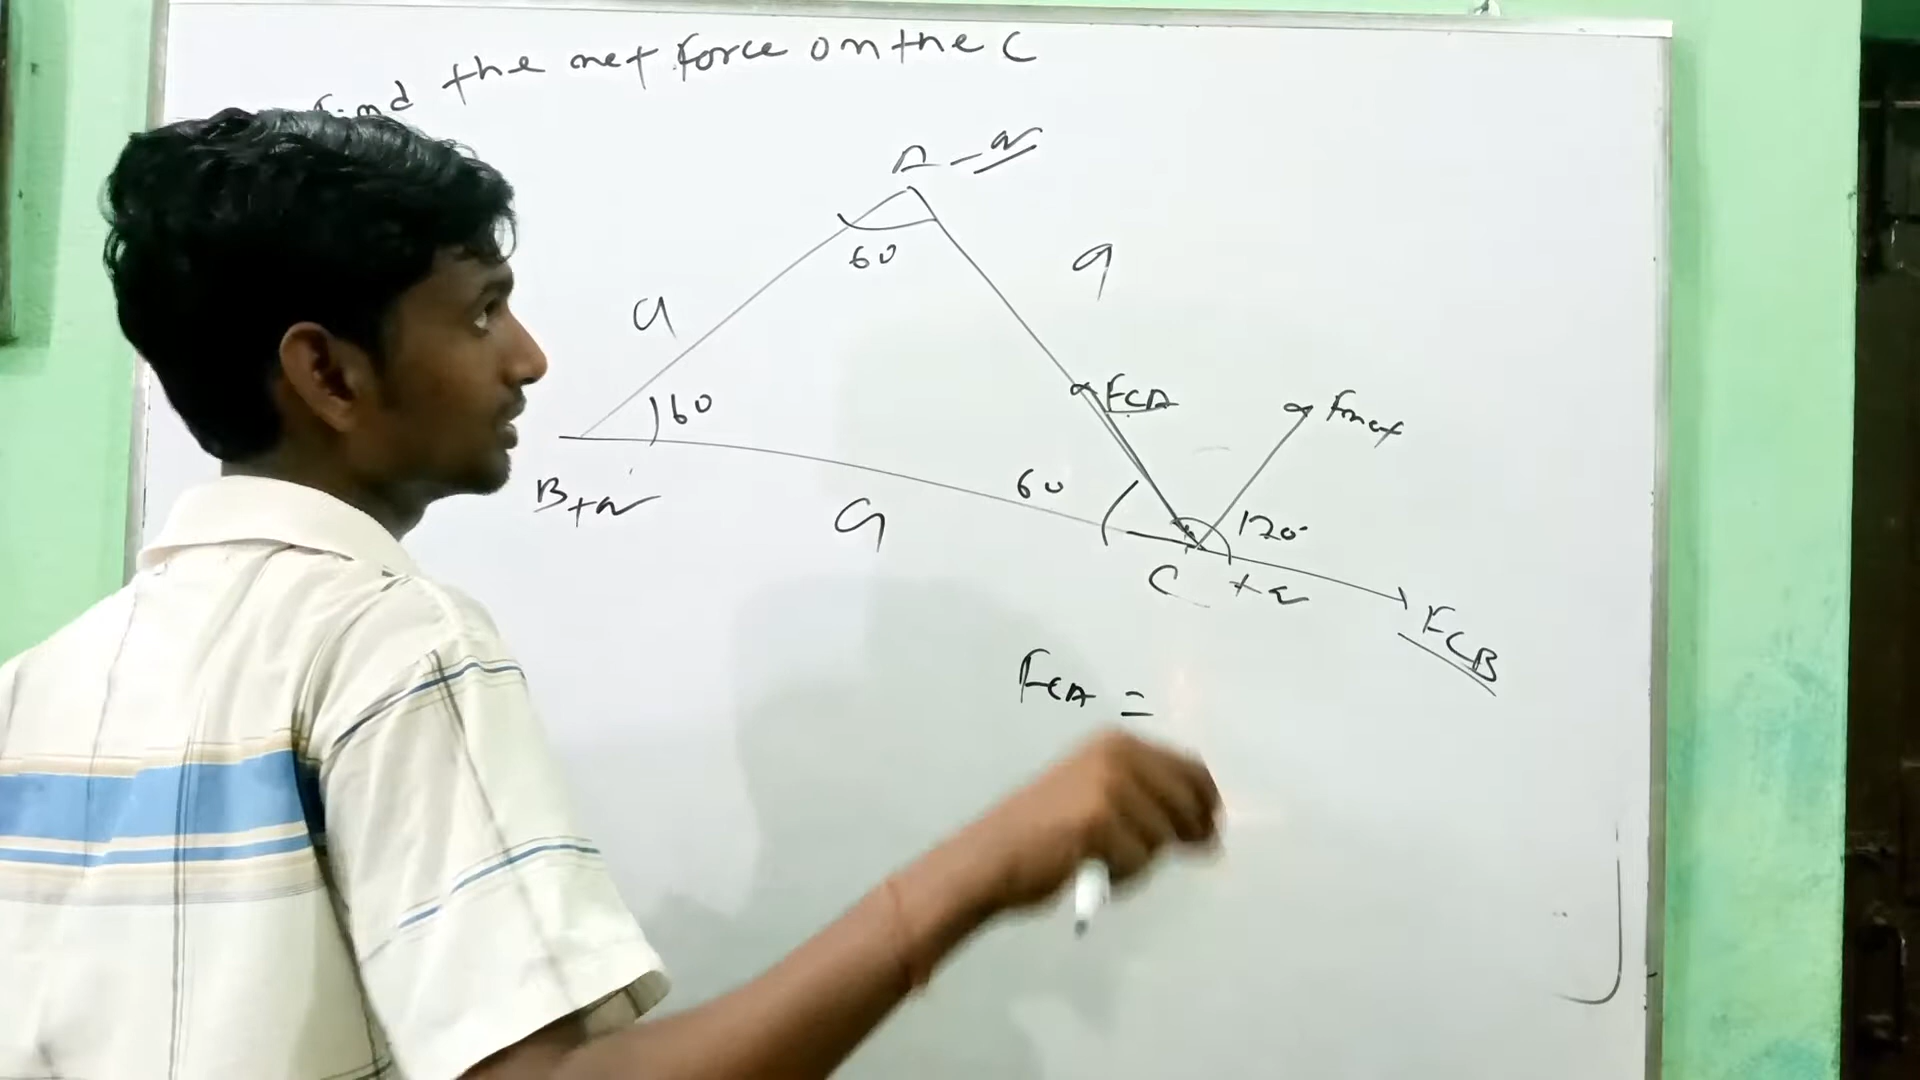 Find the net force on the C
A - q
60
a
a
FCA
Fnet
60
60
B +q
a
120°
C +q
FCB
FCA =